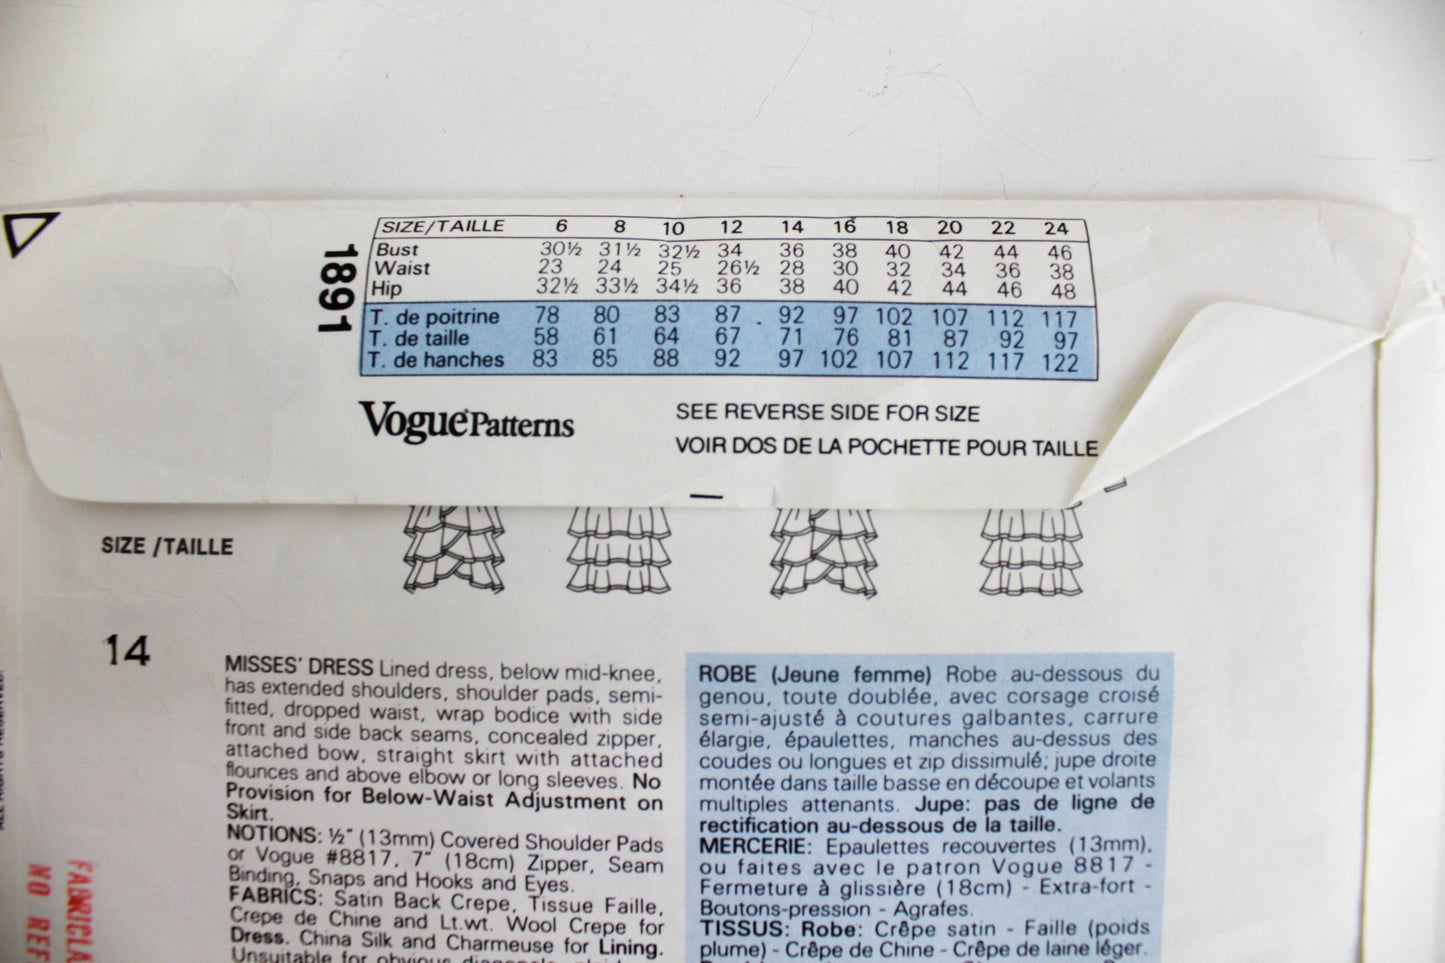 1891
SIZE/TAILLE 6 8 10 12 14 16 18 20 22 24
Bust 30½ 31½ 32½ 34 36 38 40 42 44 46
Waist 23 24 25 26½ 28 30 32 34 36 38
Hip 32½ 33½ 34½ 36 38 40 42 44 46 48
T. de poitrine 78 80 83 87 92 97 102 107 112 117
T. de taille 58 61 64 67 71 76 81 87 92 97
T. de hanches 83 85 88 92 97 102 107 112 117 122
Vogue Patterns
SEE REVERSE SIDE FOR SIZE
VOIR DOS DE LA POCHETTE POUR TAILLE
SIZE /TAILLE
14
MISSES' DRESS Lined dress, below mid-knee,
has extended shoulders, shoulder pads, semi-
fitted, dropped waist, wrap bodice with side
front and side back seams, concealed zipper,
attached bow, straight skirt with attached
flounces and above elbow or long sleeves. No
Provision for Below-Waist Adjustment on
Skirt.
NOTIONS: ½" (13mm) Covered Shoulder Pads
or Vogue #8817, 7" (18cm) Zipper, Seam
Binding, Snaps and Hooks and Eyes.
FABRICS: Satin Back Crepe, Tissue Faille,
Crepe de Chine and Lt.wt. Wool Crepe for
Dress. China Silk and Charmeuse for Lining.
Unsuitable for obvious diagonals,
ROBE (Jeune femme) Robe au-dessous du
genou, toute doublée, avec corsage croisé
semi-ajusté à coutures galbantes, carrure
élargie, épaulettes, manches au-dessus des
coudes ou longues et zip dissimulé; jupe droite
montée dans taille basse en découpe et volants
multiples attenants. Jupe: pas de ligne de
rectification au-dessous de la taille.
MERCERIE: Epaulettes recouvertes (13mm),
ou faites avec le patron Vogue 8817 -
Fermeture à glissière (18cm) - Extra-fort -
Boutons-pression - Agrafes.
TISSUS: Robe: Crêpe satin - Faille (poids
plume) - Crêpe de Chine - Crêpe de laine léger.
ALL RIGHTS RESERVED.
FABRICLA
NO REF